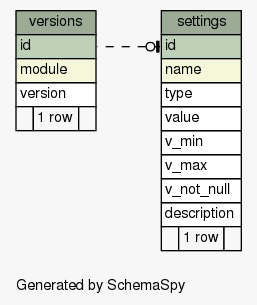 versions
id
module
version
1 row
settings
id
name
type
value
v_min
v_max
v_not_null
description
1 row
Generated by SchemaSpy